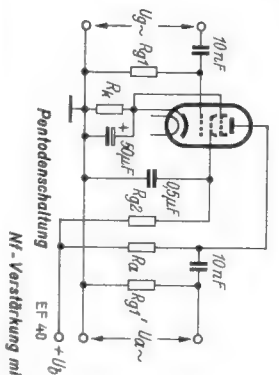 Ug~
10nF
Rg1
Rk
+ 50µF
0,5µF
Rg2
Ra
10nF
Rg1'
Ua~
+Ub
Pentodenschaltung EF 40
Nf-Verstärkung mi